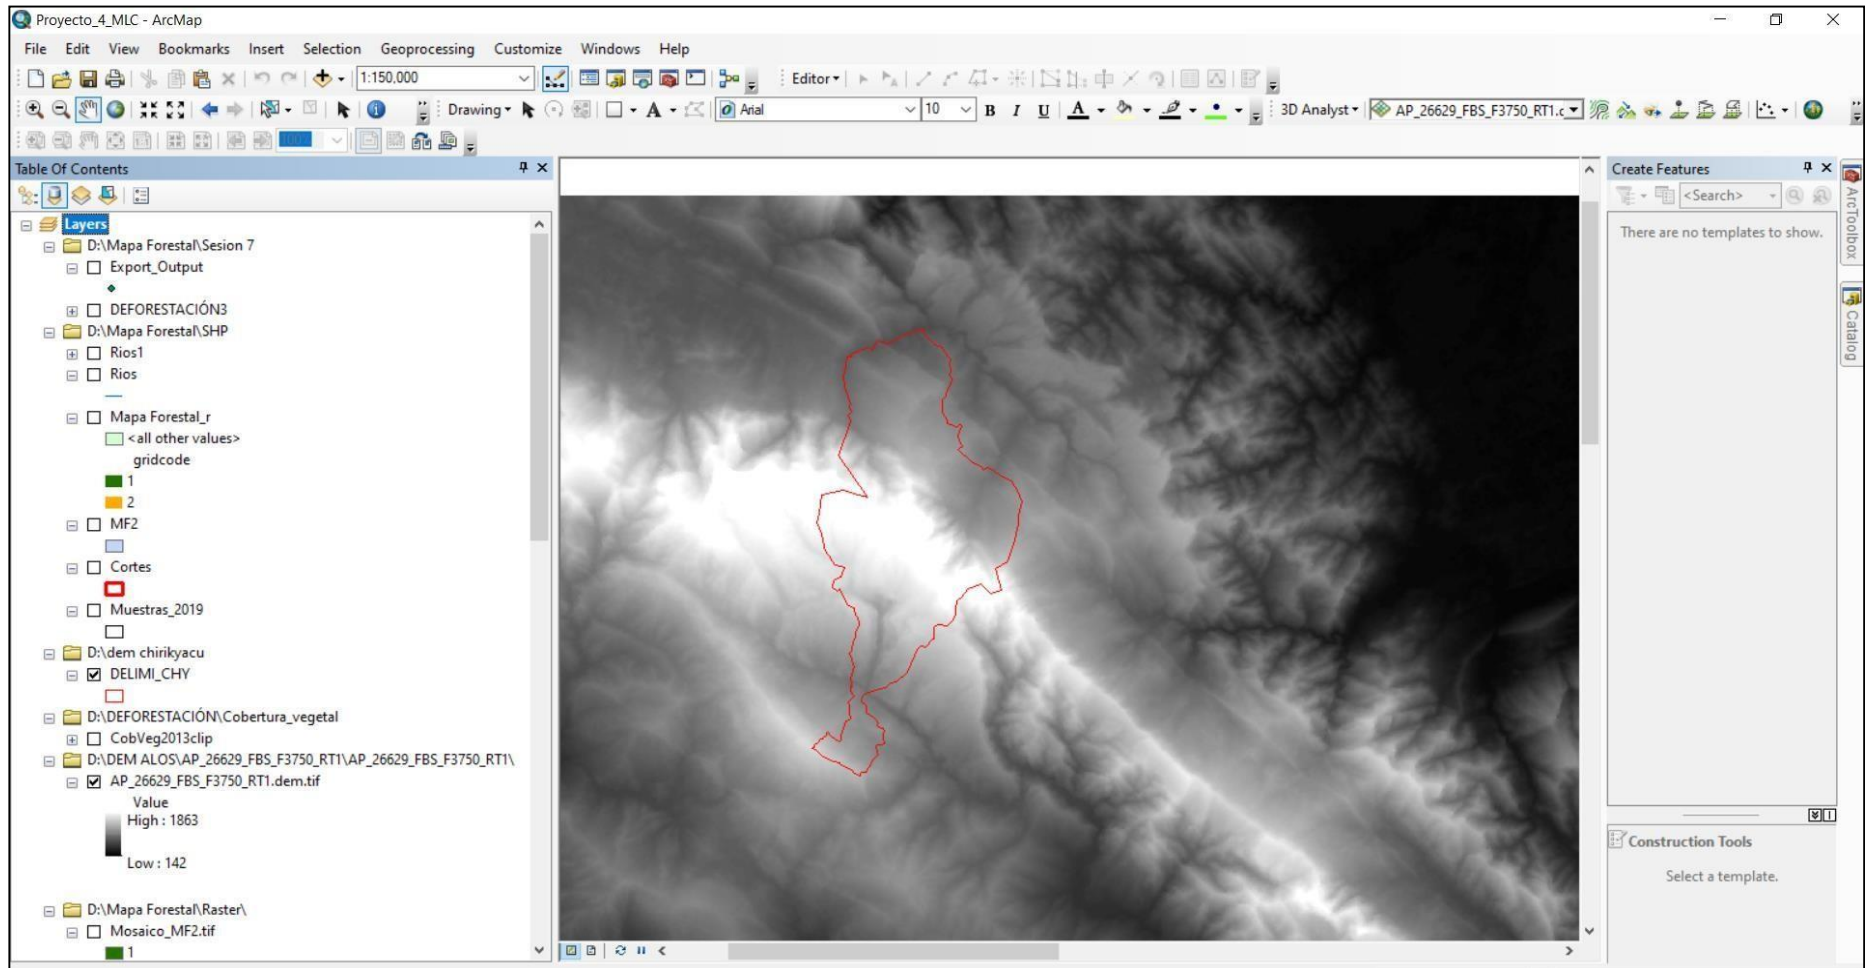 Proyecto_4_MLC - ArcMap
File Edit View Bookmarks Insert Selection Geoprocessing Customize Windows Help
1:150,000
Editor
Drawing
A
Arial
10
B I U A
3D Analyst
AP_26629_FBS_F3750_RT1.c
100%
Table Of Contents
Layers
D:\Mapa Forestal\Sesion 7
Export_Output
DEFORESTACIÓN3
D:\Mapa Forestal\SHP
Rios1
Rios
Mapa Forestal_r
<all other values>
gridcode
1
2
MF2
Cortes
Muestras_2019
D:\dem chirikyacu
DELIMI_CHY
D:\DEFORESTACIÓN\Cobertura_vegetal
CobVeg2013clip
D:\DEM ALOS\AP_26629_FBS_F3750_RT1\AP_26629_FBS_F3750_RT1\
AP_26629_FBS_F3750_RT1.dem.tif
Value
High : 1863
Low : 142
D:\Mapa Forestal\Raster\
Mosaico_MF2.tif
1
Create Features
<Search>
There are no templates to show.
Construction Tools
Select a template.
ArcToolbox
Catalog